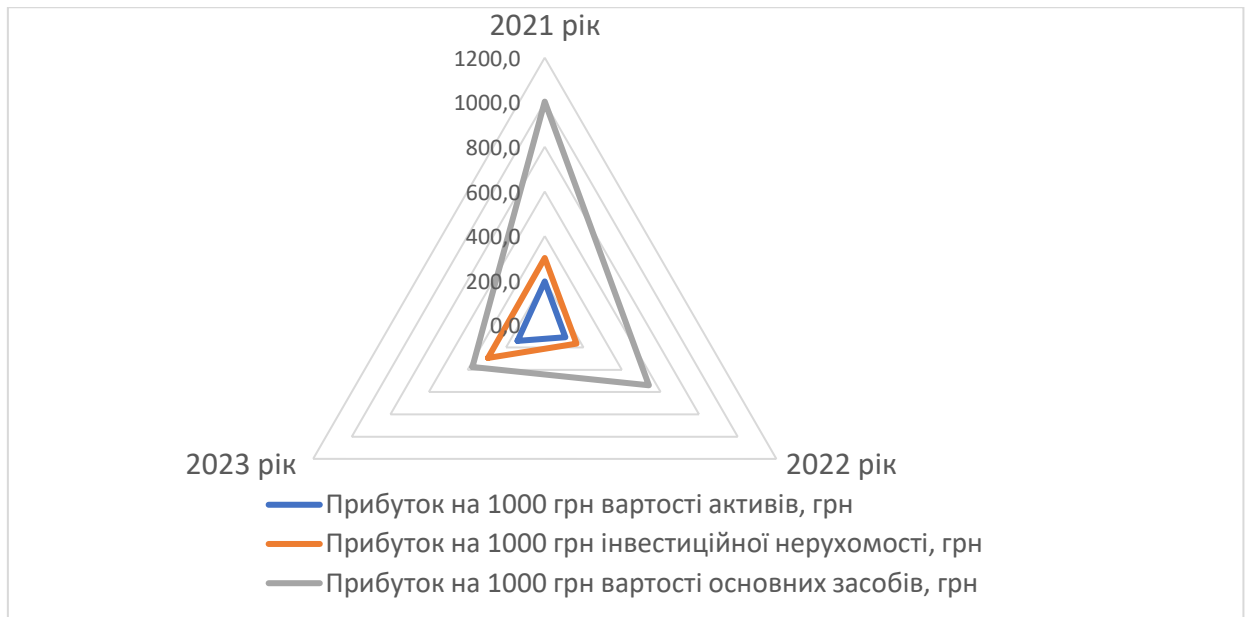 2021 рік
1200,0
1000,0
800,0
600,0
400,0
200,0
0,0
2023 рік
2022 рік
Прибуток на 1000 грн вартості активів, грн
Прибуток на 1000 грн інвестиційної нерухомості, грн
Прибуток на 1000 грн вартості основних засобів, грн